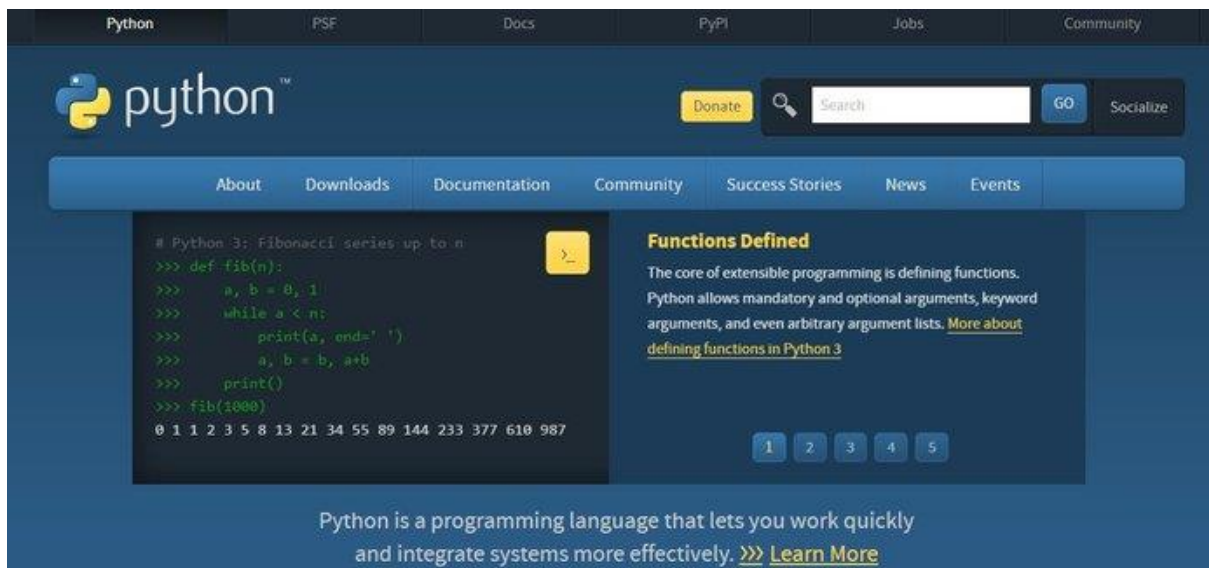 Python PSF Docs PyPI Jobs Community
python™
Donate Search GO Socialize
About Downloads Documentation Community Success Stories News Events
# Python 3: Fibonacci series up to n
>>> def fib(n):
>>>     a, b = 0, 1
>>>     while a < n:
>>>         print(a, end=' ')
>>>         a, b = b, a+b
>>>     print()
>>> fib(1000)
0 1 1 2 3 5 8 13 21 34 55 89 144 233 377 610 987
>_
Functions Defined
The core of extensible programming is defining functions.
Python allows mandatory and optional arguments, keyword
arguments, and even arbitrary argument lists. More about
defining functions in Python 3
1 2 3 4 5
Python is a programming language that lets you work quickly
and integrate systems more effectively. >>> Learn More